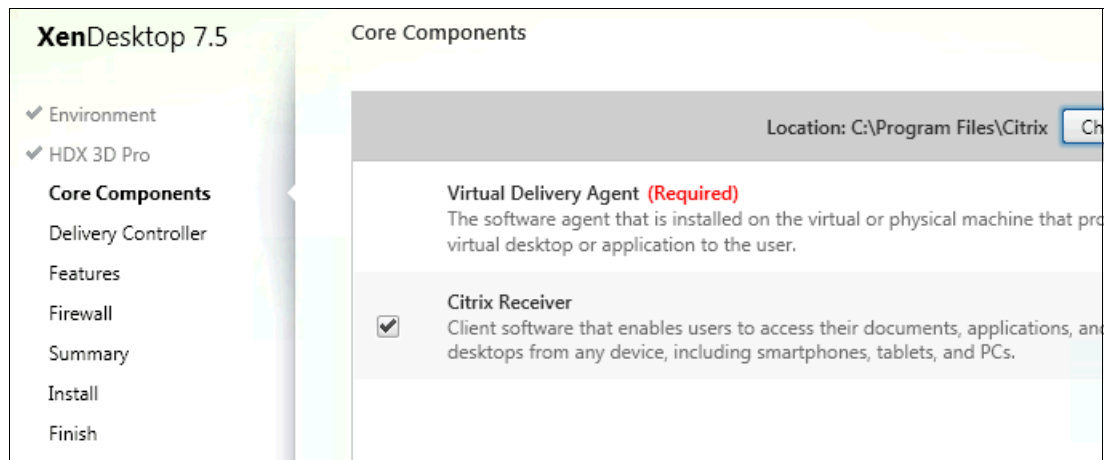 XenDesktop 7.5
Environment
HDX 3D Pro
Core Components
Delivery Controller
Features
Firewall
Summary
Install
Finish
Core Components
Location: C:\Program Files\Citrix
Virtual Delivery Agent (Required)
The software agent that is installed on the virtual or physical machine that
virtual desktop or application to the user.
Citrix Receiver
Client software that enables users to access their documents, applications,
desktops from any device, including smartphones, tablets, and PCs.